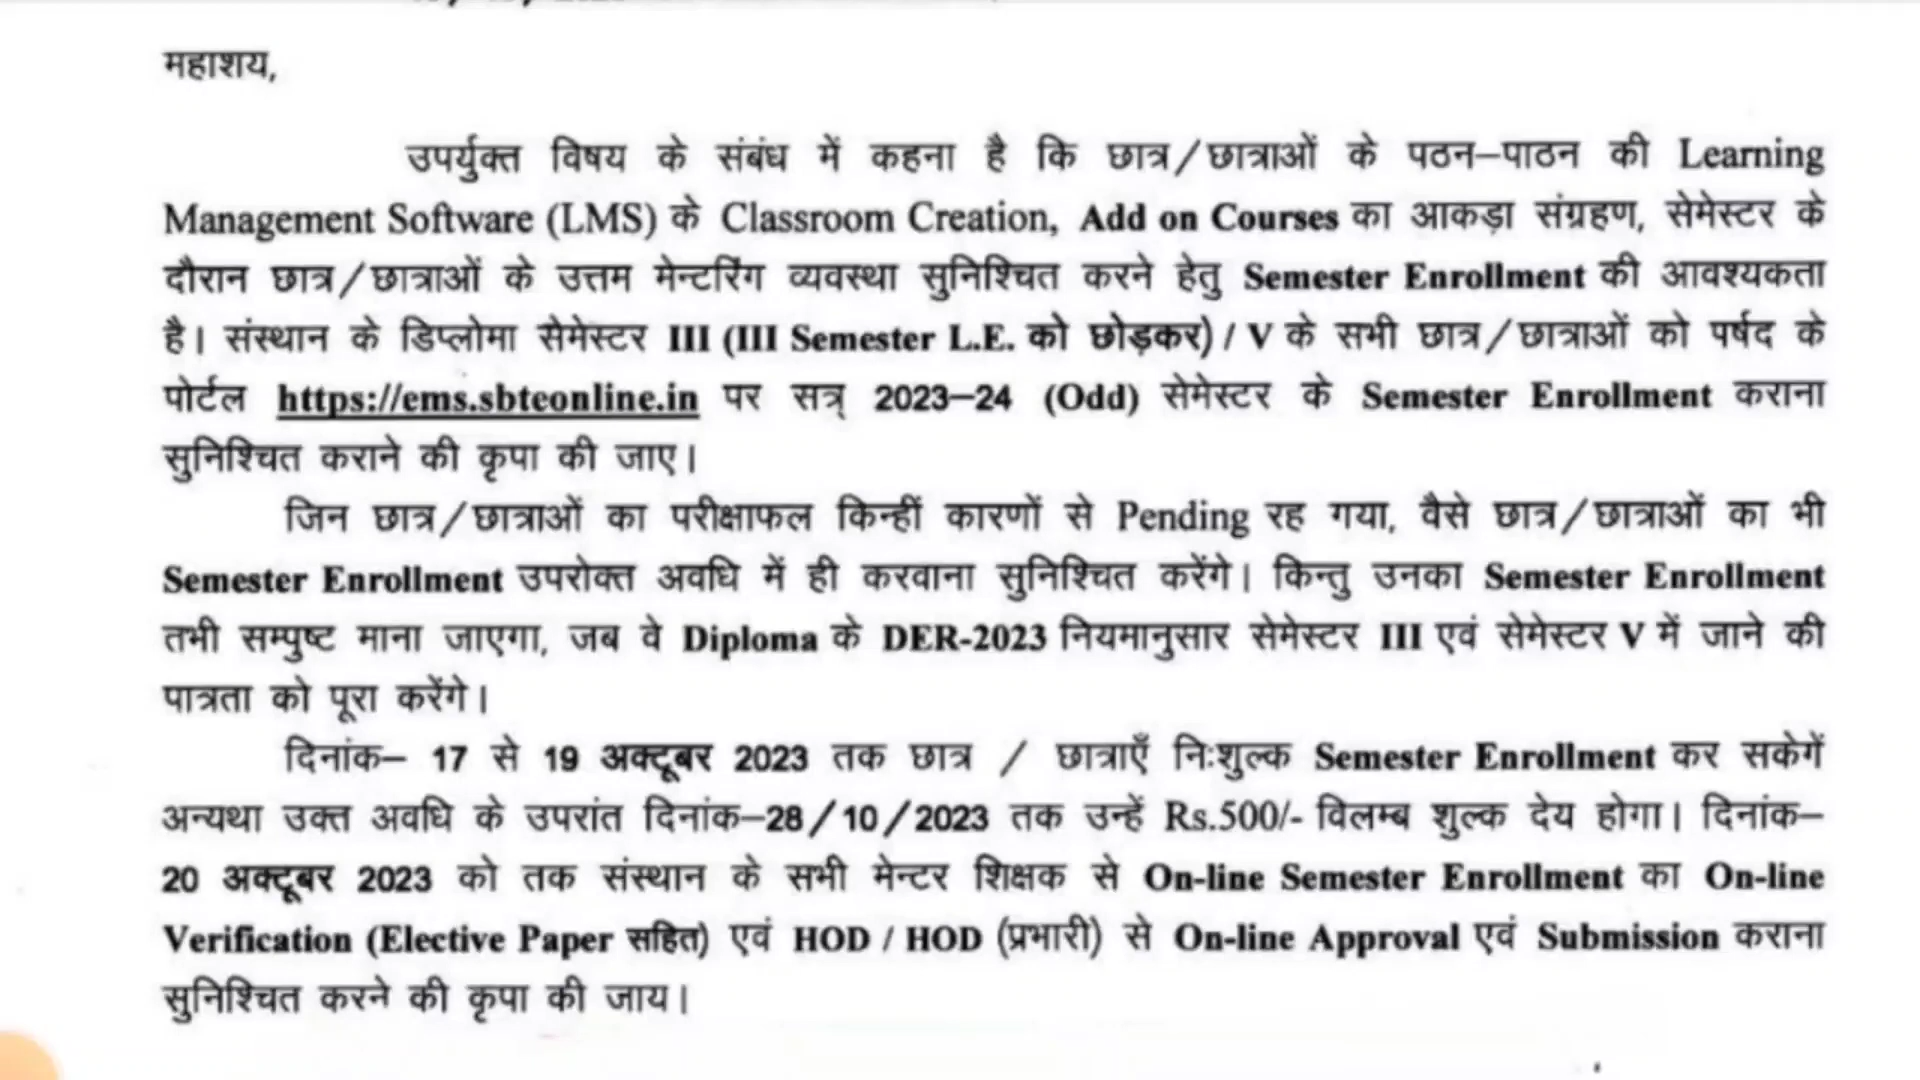 महाशय,
उपर्युक्त विषय के संबंध में कहना है कि छात्र/छात्राओं के पठन–पाठन की Learning
Management Software (LMS) के Classroom Creation, Add on Courses का आकड़ा संग्रहण, सेमेस्टर के
दौरान छात्र/छात्राओं के उत्तम मेन्टरिंग व्यवस्था सुनिश्चित करने हेतु Semester Enrollment की आवश्यकता
है। संस्थान के डिप्लोमा सैमेस्टर III (III Semester L.E. को छोड़कर) / V के सभी छात्र/छात्राओं को पर्षद के
पोर्टल https://ems.sbteonline.in पर सत्र् 2023–24 (Odd) सेमेस्टर के Semester Enrollment कराना
सुनिश्चित कराने की कृपा की जाए।
जिन छात्र/छात्राओं का परीक्षाफल किन्हीं कारणों से Pending रह गया, वैसे छात्र/छात्राओं का भी
Semester Enrollment उपरोक्त अवधि में ही करवाना सुनिश्चित करेंगे। किन्तु उनका Semester Enrollment
तभी सम्पुष्ट माना जाएगा, जब वे Diploma के DER-2023 नियमानुसार सेमेस्टर III एवं सेमेस्टर V में जाने की
पात्रता को पूरा करेंगे।
दिनांक– 17 से 19 अक्टूबर 2023 तक छात्र / छात्राएँ निःशुल्क Semester Enrollment कर सकेगें
अन्यथा उक्त अवधि के उपरांत दिनांक–28/10/2023 तक उन्हें Rs.500/- विलम्ब शुल्क देय होगा। दिनांक–
20 अक्टूबर 2023 को तक संस्थान के सभी मेन्टर शिक्षक से On-line Semester Enrollment का On-line
Verification (Elective Paper सहित) एवं HOD / HOD (प्रभारी) से On-line Approval एवं Submission कराना
सुनिश्चित करने की कृपा की जाय।